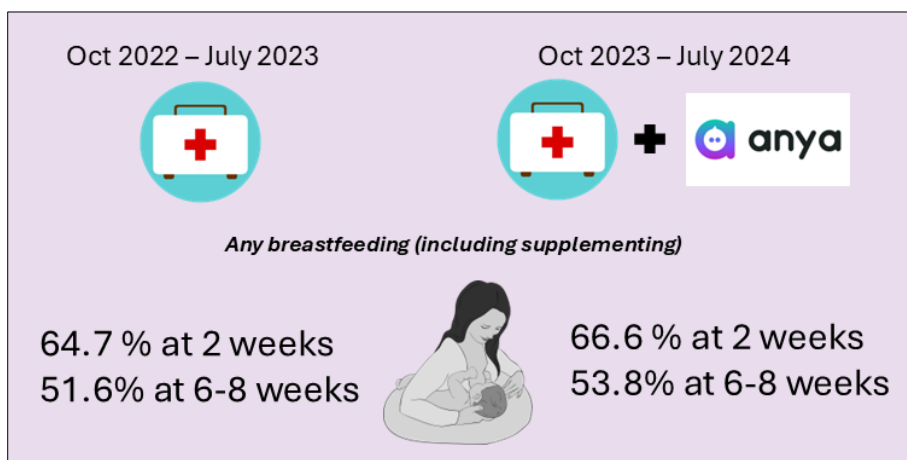 Oct 2022 – July 2023
Oct 2023 – July 2024
anya
Any breastfeeding (including supplementing)
64.7 % at 2 weeks
51.6% at 6-8 weeks
66.6 % at 2 weeks
53.8% at 6-8 weeks